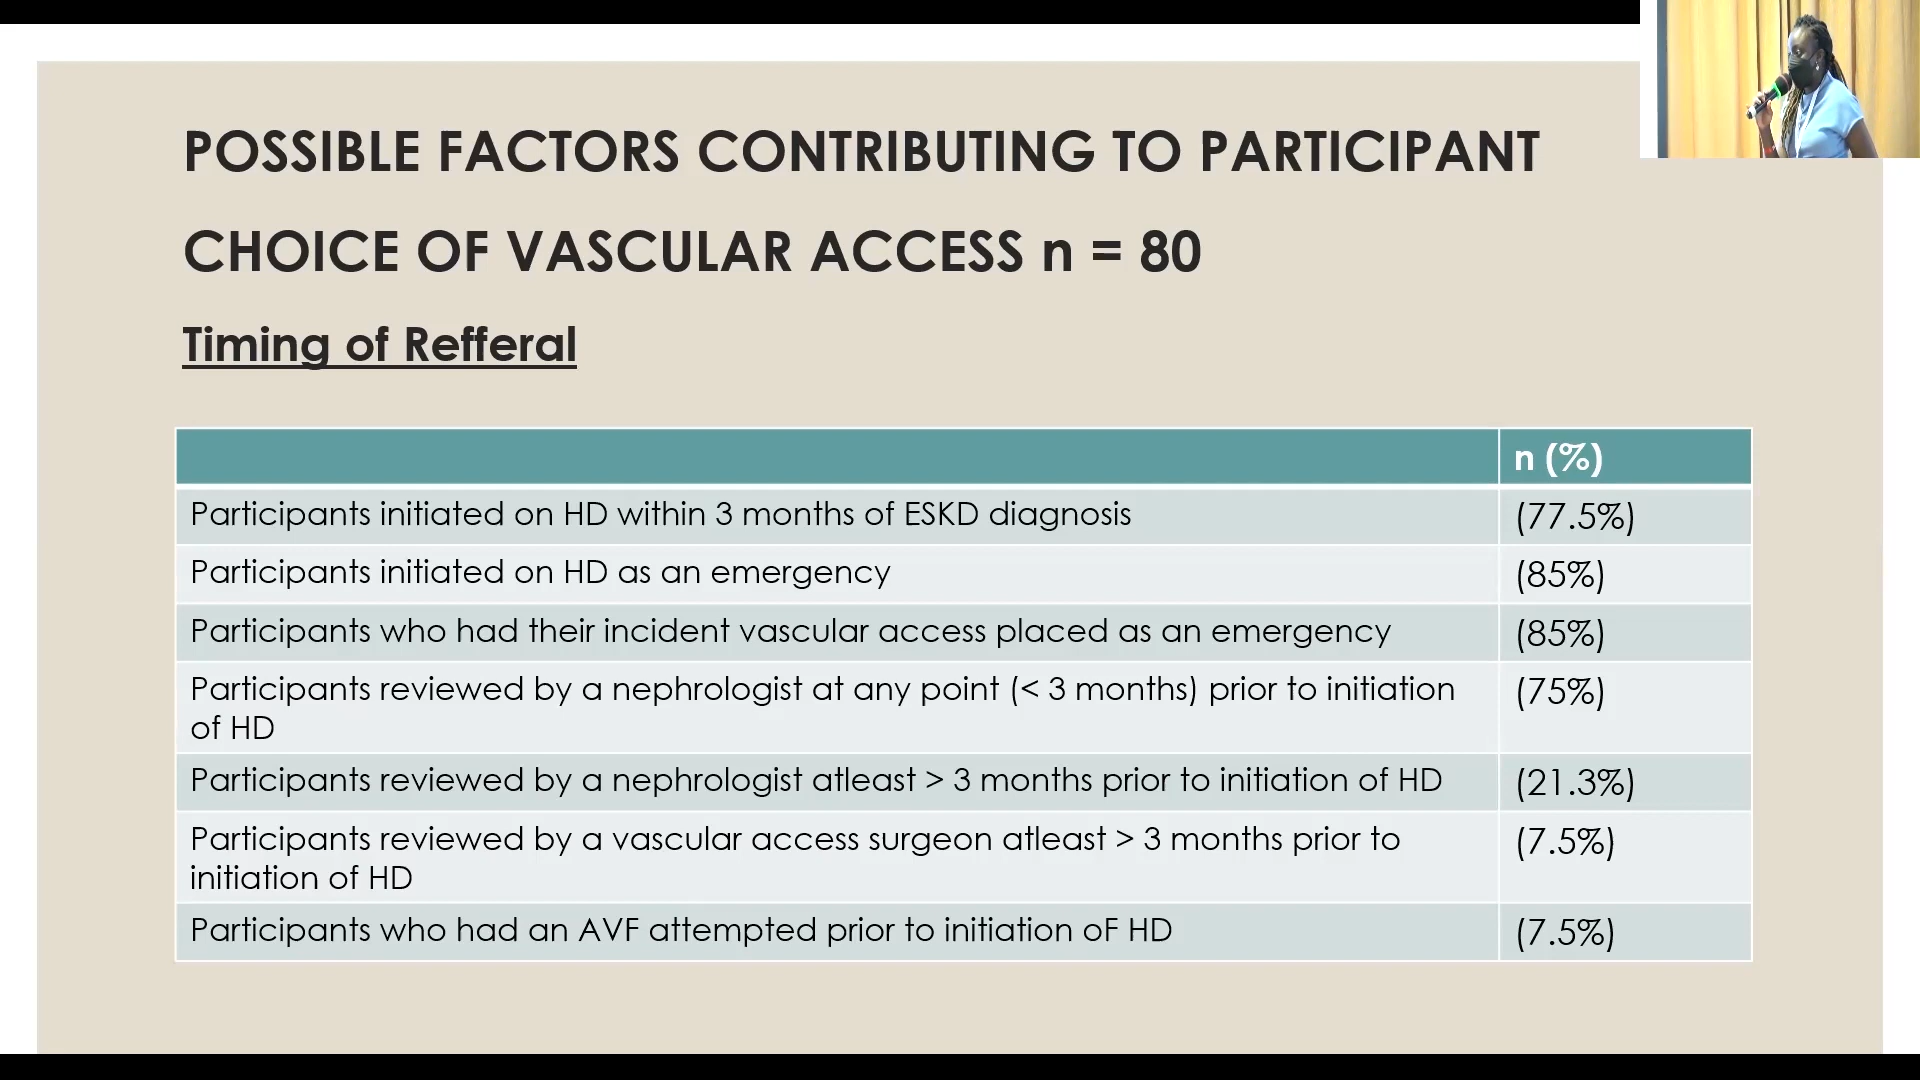 POSSIBLE FACTORS CONTRIBUTING TO PARTICIPANT
CHOICE OF VASCULAR ACCESS n = 80
Timing of Refferal
n (%)
Participants initiated on HD within 3 months of ESKD diagnosis
(77.5%)
Participants initiated on HD as an emergency
(85%)
Participants who had their incident vascular access placed as an emergency
(85%)
Participants reviewed by a nephrologist at any point (< 3 months) prior to initiation
of HD
(75%)
Participants reviewed by a nephrologist atleast > 3 months prior to initiation of HD
(21.3%)
Participants reviewed by a vascular access surgeon atleast > 3 months prior to
initiation of HD
(7.5%)
Participants who had an AVF attempted prior to initiation oF HD
(7.5%)